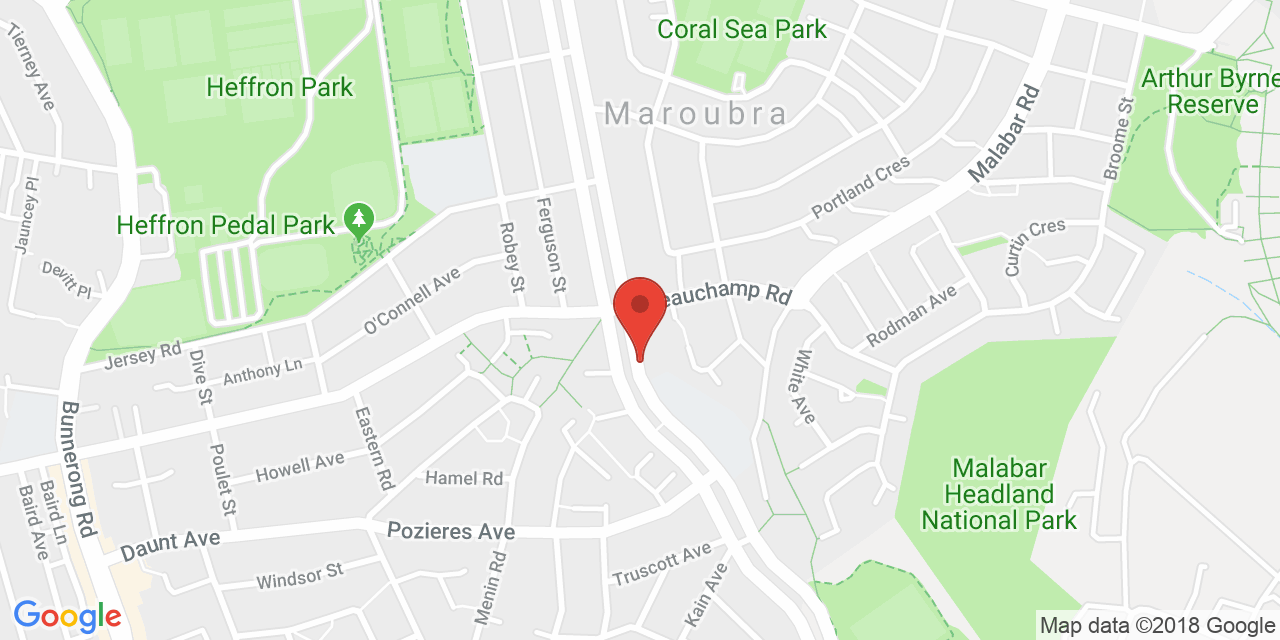 Coral Sea Park
Tierney Ave
Heffron Park
Arthur Byrne
Reserve
Maroubra
Malabar Rd
Broome St
Jauncey Pl
Portland Cres
Heffron Pedal Park
Robey St
Ferguson St
Curtin Cres
Devitt Pl
O'Connell Ave
eauchamp Rd
Rodman Ave
Jersey Rd
Dive St
Anthony Ln
White Ave
Bunnerong Rd
Eastern Rd
Poulet St
Howell Ave
Hamel Rd
Malabar
Headland
National Park
Baird Ln
Baird Ave
Daunt Ave
Pozieres Ave
Truscott Ave
Windsor St
Menin Rd
Kain Ave
Google
Map data ©2018 Google